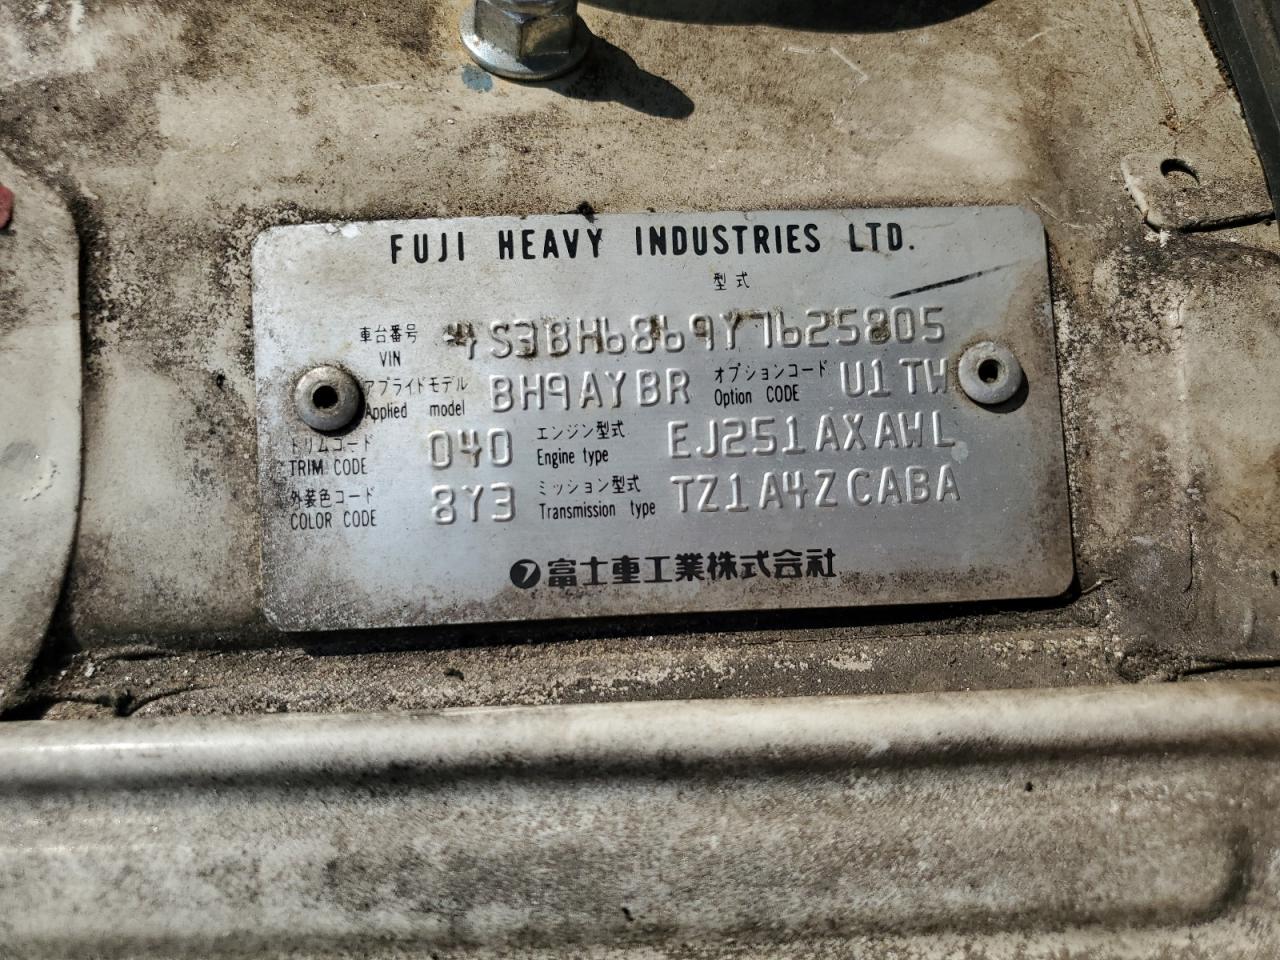 FUJI HEAVY INDUSTRIES LTD.
型式
車台番号 VIN 4S3BH6869Y7625805
アプライドモデル Applied model BH9AYBR オプションコード Option CODE U1 TW
トリムコード TRIM CODE 040 エンジン型式 Engine type EJ251AXAWL
外装色コード COLOR CODE 8Y3 ミッション型式 Transmission type TZ1A4ZCABA
富士重工業株式会社